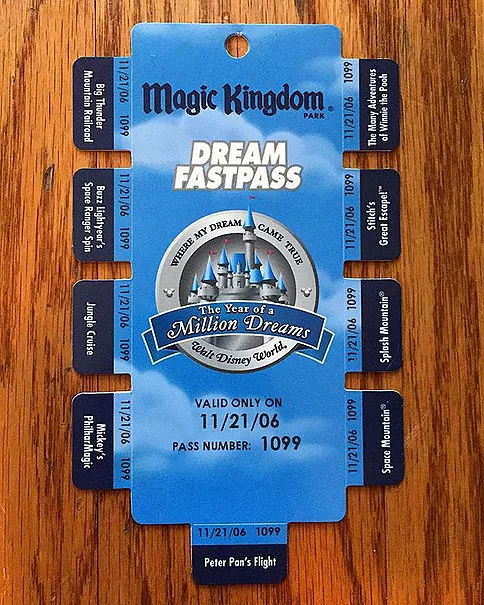 Magic Kingdom®
PARK
DREAM
FASTPASS
WHERE MY DREAM CAME TRUE
The Year of a
Million Dreams
Walt Disney World®
VALID ONLY ON
11/21/06
PASS NUMBER: 1099
11/21/06 1099
Big Thunder
Mountain Railroad
11/21/06 1099
Buzz Lightyear's
Space Ranger Spin
11/21/06 1099
Jungle Cruise
11/21/06 1099
Mickey's
PhilharMagic
11/21/06 1099
The Many Adventures
of Winnie the Pooh
11/21/06 1099
Stitch's
Great Escape!™
11/21/06 1099
Splash Mountain®
11/21/06 1099
Space Mountain®
11/21/06 1099
Peter Pan's Flight